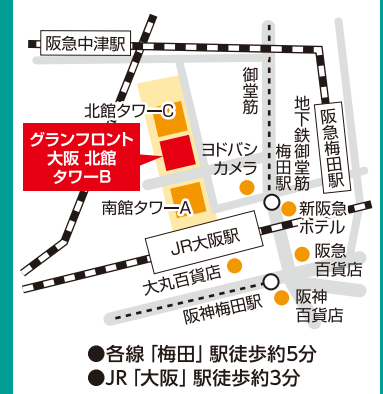 阪急中津駅
北館タワーC
グランフロント
大阪 北館
タワーB
南館タワーA
御堂筋
ヨドバシ
カメラ
地下鉄御堂筋
梅田駅
阪急梅田駅
新阪急
ホテル
JR大阪駅
阪急
百貨店
大丸百貨店
阪神梅田駅
阪神
百貨店
●各線「梅田」駅徒歩約5分
●JR「大阪」駅徒歩約3分